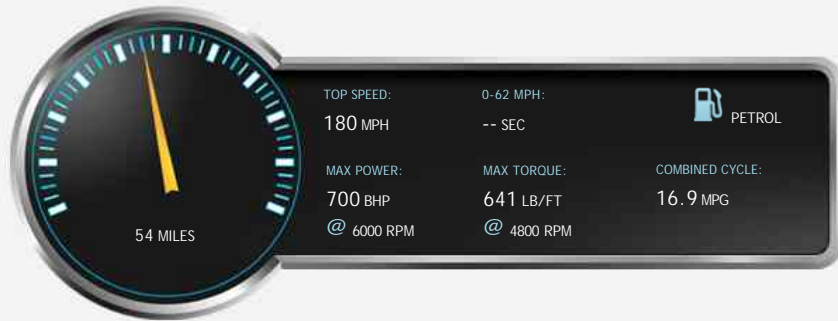 TOP SPEED:
180 MPH
0-62 MPH:
-- SEC
PETROL
MAX POWER:
700 BHP
@ 6000 RPM
MAX TORQUE:
641 LB/FT
@ 4800 RPM
COMBINED CYCLE:
16.9 MPG
54 MILES